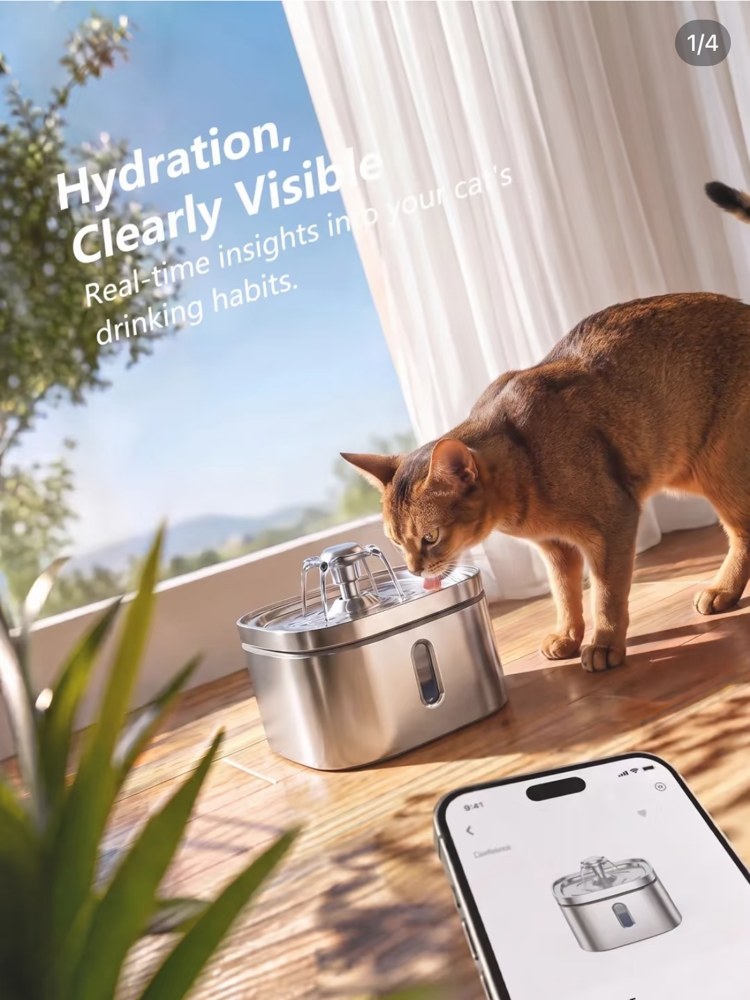 1/4
Hydration,
Clearly Visible
Real-time insights into your cat's
drinking habits.
9:41